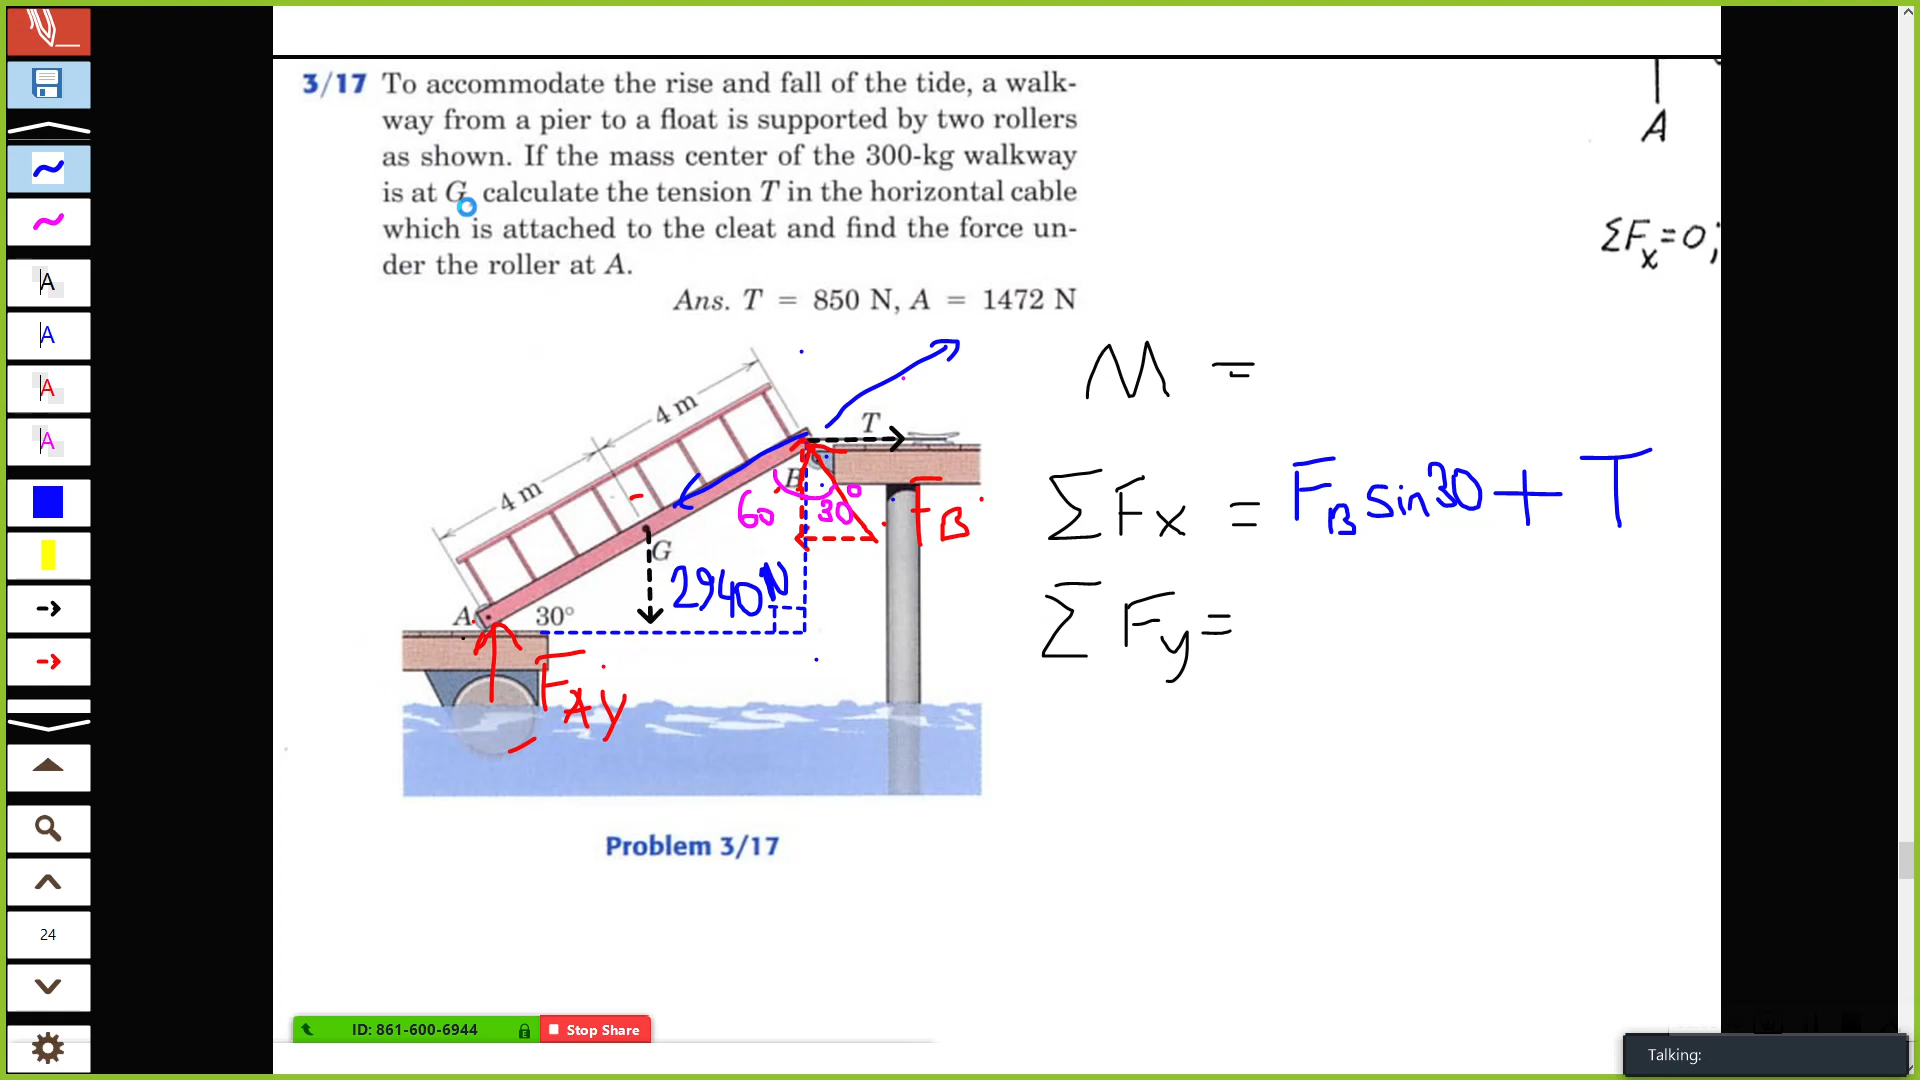 3/17 To accommodate the rise and fall of the tide, a walk-
way from a pier to a float is supported by two rollers
as shown. If the mass center of the 300-kg walkway
is at G, calculate the tension T in the horizontal cable
which is attached to the cleat and find the force un-
der the roller at A.
Ans. T = 850 N, A = 1472 N
A
ΣFx=0;
M =
4 m
4 m
T
B
60
30°
FB
ΣFx = FB sin30 + T
G
2940N
A
30°
FAy
ΣFy=
Problem 3/17
A
A
A
A
24
ID: 861-600-6944
Stop Share
Talking: